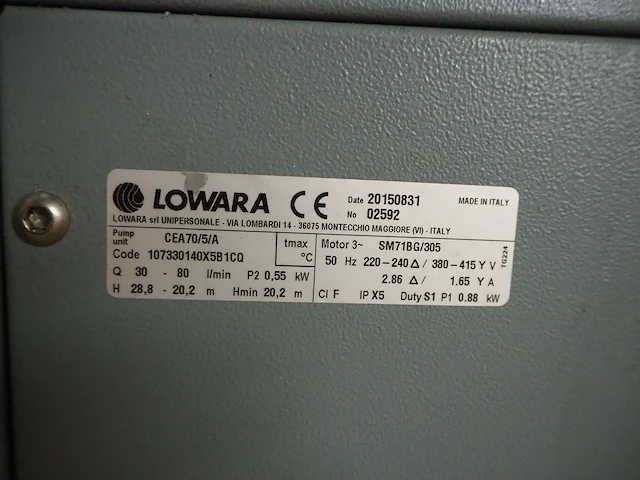 LOWARA CE Date 20150831 MADE IN ITALY
No 02592
LOWARA srl UNIPERSONALE - VIA LOMBARDI 14 - 36075 MONTECCHIO MAGGIORE (VI) - ITALY
Pump unit CEA70/5/A tmax Motor 3~ SM71BG/305
Code 107330140X5B1CQ °C 50 Hz 220-240 Δ/ 380-415 Y V
Q 30 - 80 l/min P2 0,55 kW 2.86 Δ/ 1.65 Y A
H 28,8 - 20,2 m Hmin 20,2 m Cl F IP X5 Duty S1 P1 0.88 kW
TG224